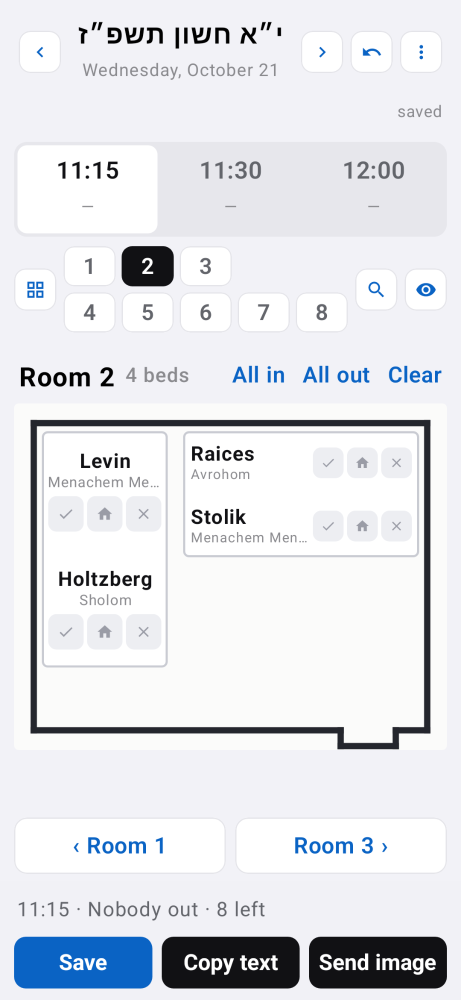 י״א חשון תשפ״ז
Wednesday, October 21
saved
11:15 11:30 12:00
– – –
1 2 3
4 5 6 7 8
Room 2 4 beds All in All out Clear
Levin
Menachem Me…
Holtzberg
Sholom
Raices
Avrohom
Stolik
Menachem Men…
‹ Room 1 Room 3 ›
11:15 · Nobody out · 8 left
Save Copy text Send image